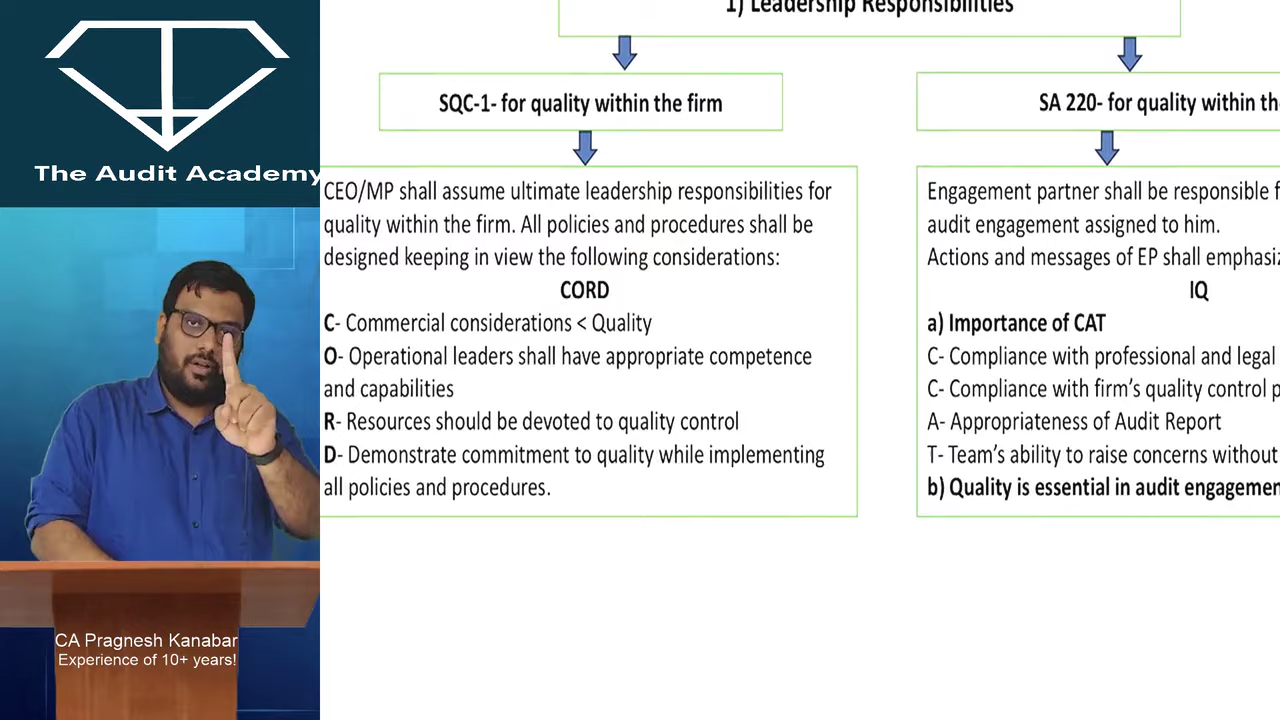 1) Leadership Responsibilities
The Audit Academy
SQC-1- for quality within the firm
CEO/MP shall assume ultimate leadership responsibilities for
quality within the firm. All policies and procedures shall be
designed keeping in view the following considerations:
CORD
C- Commercial considerations < Quality
O- Operational leaders shall have appropriate competence
and capabilities
R- Resources should be devoted to quality control
D- Demonstrate commitment to quality while implementing
all policies and procedures.
SA 220- for quality within
Engagement partner shall be responsible
audit engagement assigned to him.
Actions and messages of EP shall
IQ
a) Importance of CAT
C- Compliance with professional and legal
C- Compliance with firm's quality control
A- Appropriateness of Audit Report
T- Team's ability to raise concerns without
b) Quality is essential in audit
CA Pragnesh Kanabar
Experience of 10+ years!